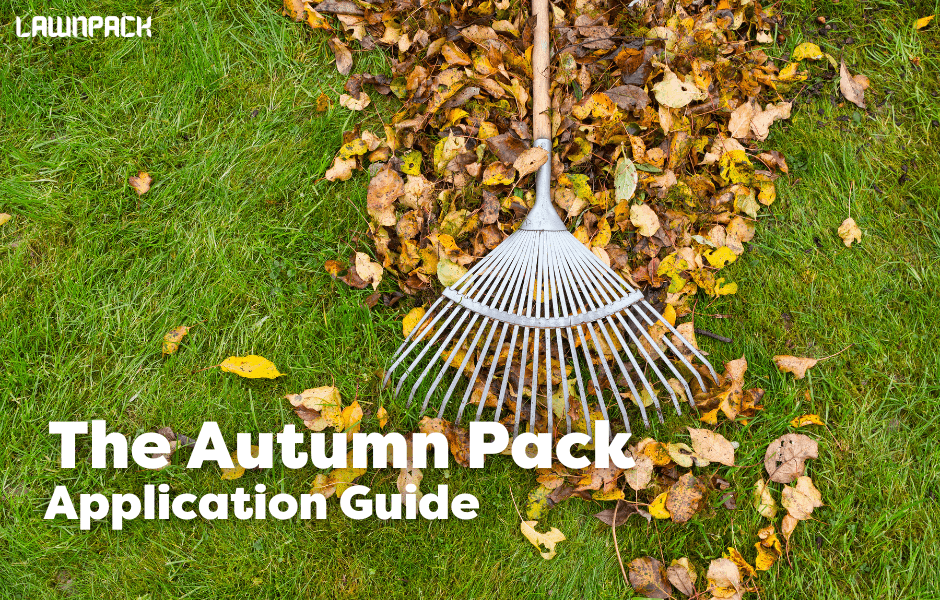 LAWNPACK
The Autumn Pack
Application Guide